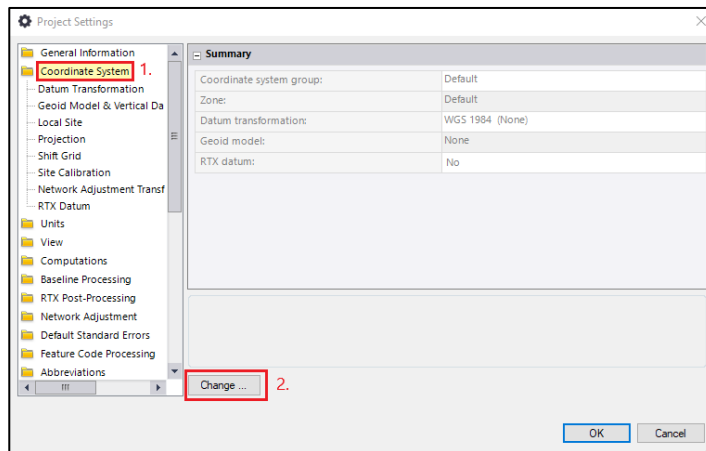 Project Settings
General Information
Coordinate System
1.
Datum Transformation
Geoid Model & Vertical Da
Local Site
Projection
Shift Grid
Site Calibration
Network Adjustment Transf
RTX Datum
Units
View
Computations
Baseline Processing
RTX Post-Processing
Network Adjustment
Default Standard Errors
Feature Code Processing
Abbreviations
Summary
Coordinate system group: Default
Zone: Default
Datum transformation: WGS 1984 (None)
Geoid model: None
RTX datum: No
Change ...
2.
OK Cancel